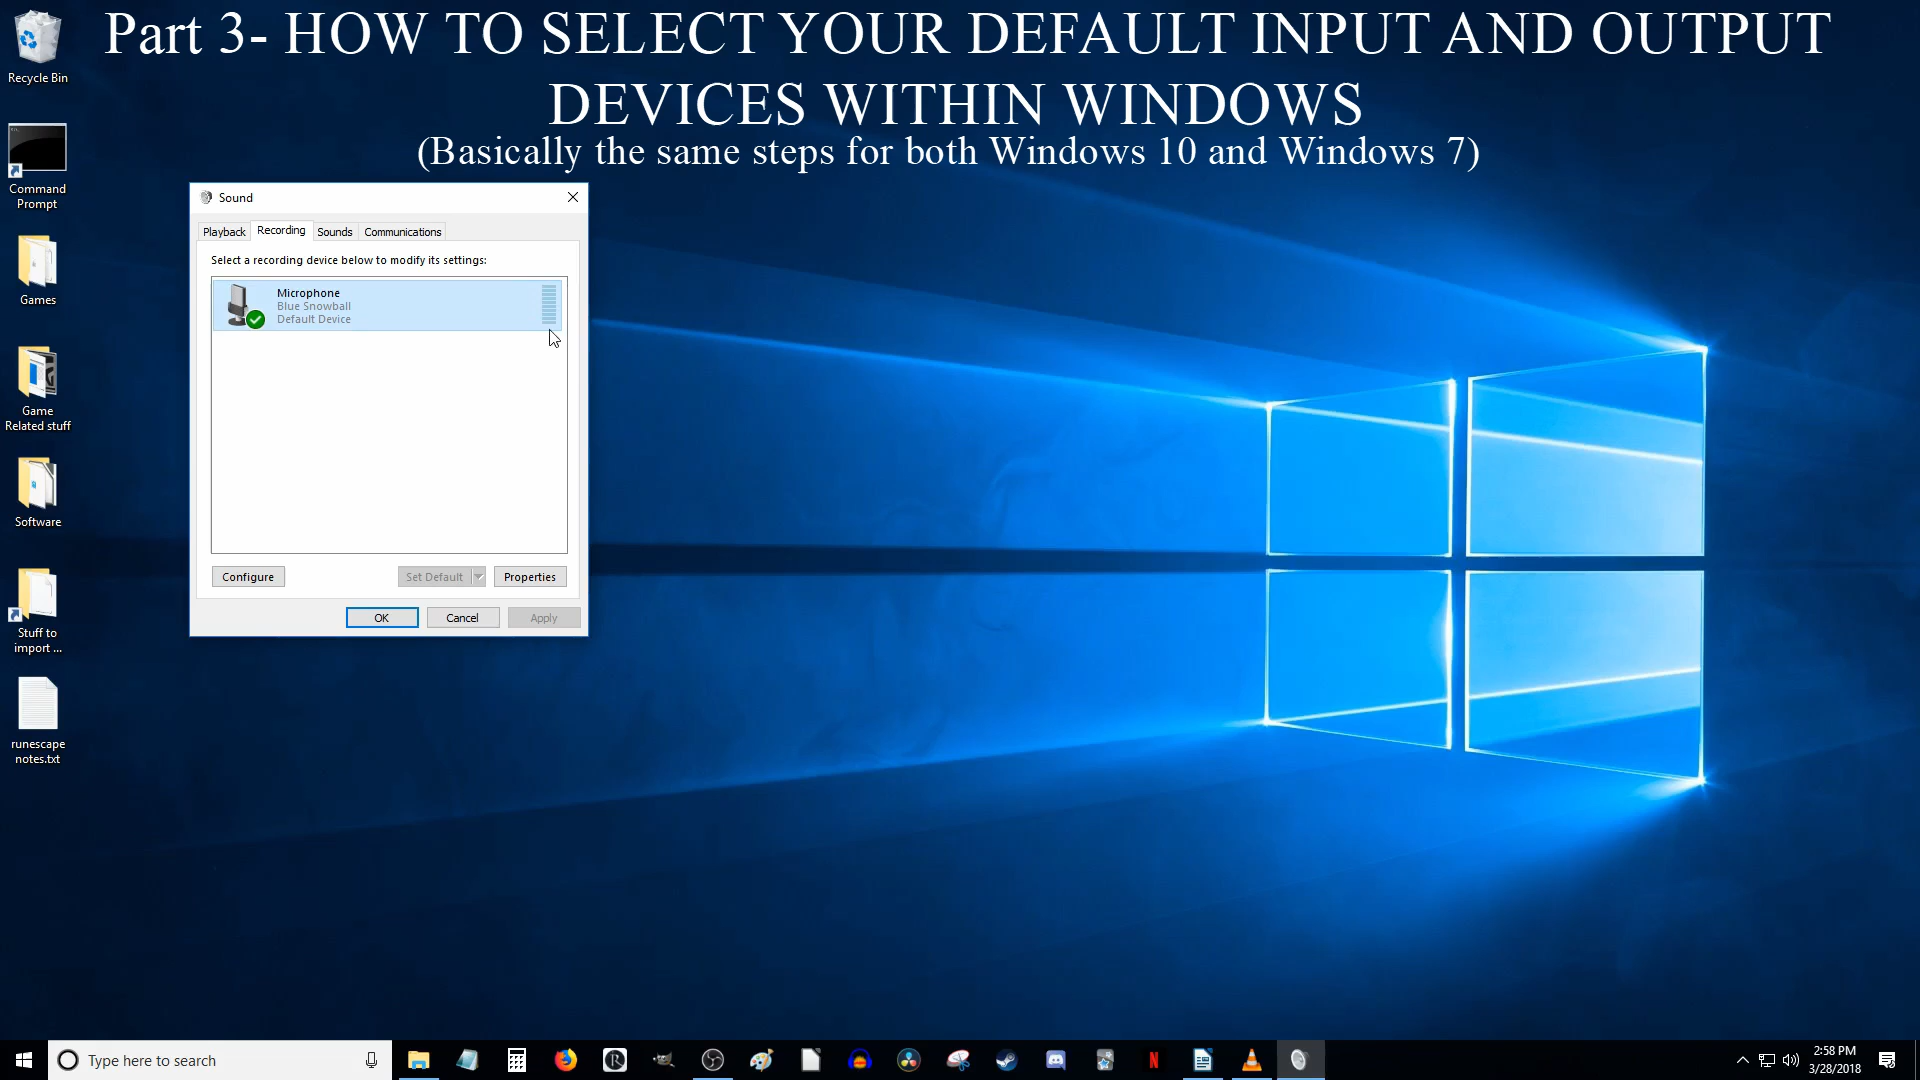 Part 3- HOW TO SELECT YOUR DEFAULT INPUT AND OUTPUT
DEVICES WITHIN WINDOWS
(Basically the same steps for both Windows 10 and Windows 7)
Recycle Bin
Command
Prompt
Games
Game
Related stuff
Software
Stuff to
import ...
runescape
notes.txt
Sound
Playback
Recording
Sounds
Communications
Select a recording device below to modify its settings:
Microphone
Blue Snowball
Default Device
Configure
Set Default
Properties
OK
Cancel
Apply
Type here to search
2:58 PM
3/28/2018